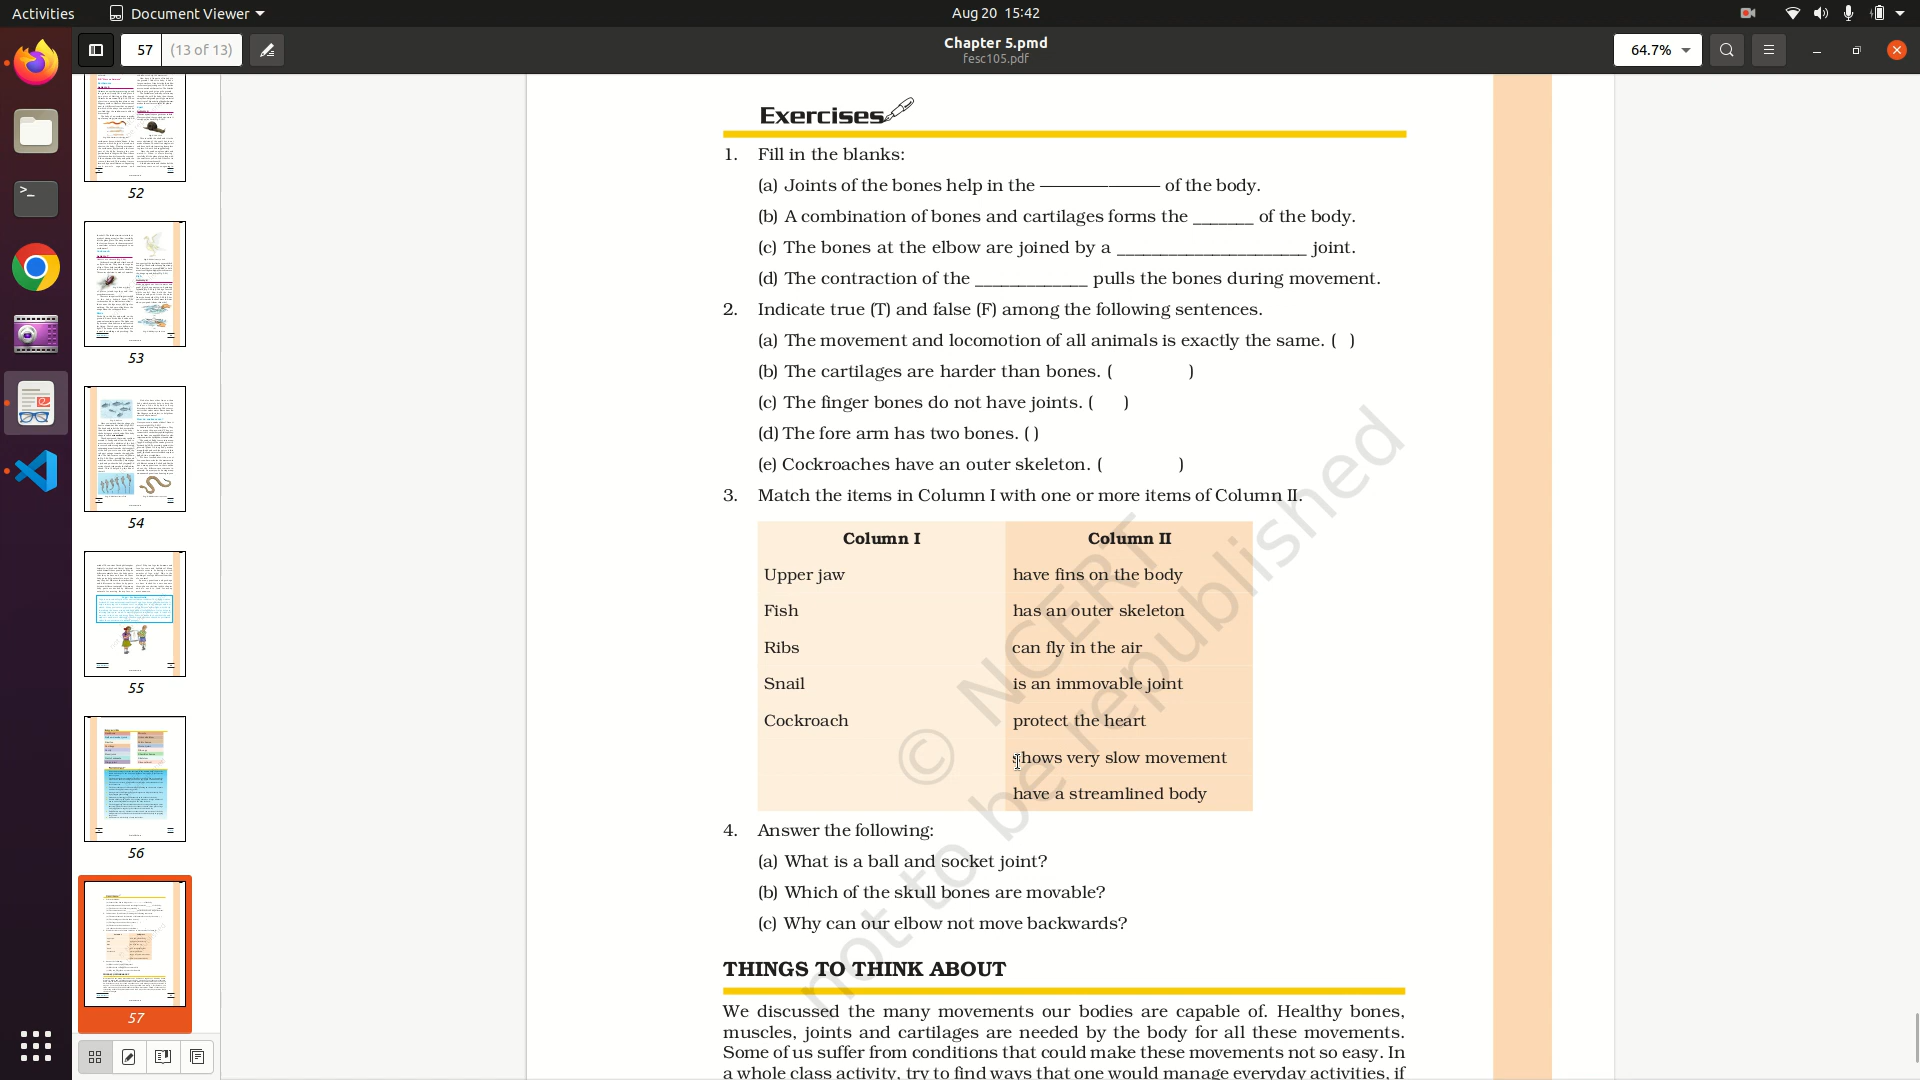 Activities
Document Viewer
Aug 20 15:42
57
(13 of 13)
Chapter 5.pmd
fesc105.pdf
64.7%
52
53
54
55
56
57
Exercises
1. Fill in the blanks:
(a) Joints of the bones help in the ——————— of the body.
(b) A combination of bones and cartilages forms the _______ of the body.
(c) The bones at the elbow are joined by a ______________________ joint.
(d) The contraction of the _____________ pulls the bones during movement.
2. Indicate true (T) and false (F) among the following sentences.
(a) The movement and locomotion of all animals is exactly the same. ( )
(b) The cartilages are harder than bones. ( )
(c) The finger bones do not have joints. ( )
(d) The fore arm has two bones. ( )
(e) Cockroaches have an outer skeleton. ( )
3. Match the items in Column I with one or more items of Column II.
Column I Column II
Upper jaw have fins on the body
Fish has an outer skeleton
Ribs can fly in the air
Snail is an immovable joint
Cockroach protect the heart
shows very slow movement
have a streamlined body
4. Answer the following:
(a) What is a ball and socket joint?
(b) Which of the skull bones are movable?
(c) Why can our elbow not move backwards?
THINGS TO THINK ABOUT
We discussed the many movements our bodies are capable of. Healthy bones,
muscles, joints and cartilages are needed by the body for all these movements.
Some of us suffer from conditions that could make these movements not so easy. In
a whole class activity, try to find ways that one would manage everyday activities, if
© NCERT
not to be republished